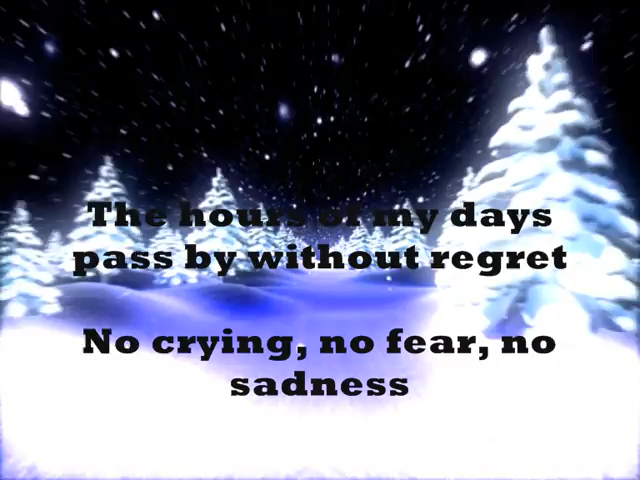 The hours of my days
pass by without regret
No crying, no fear, no
sadness